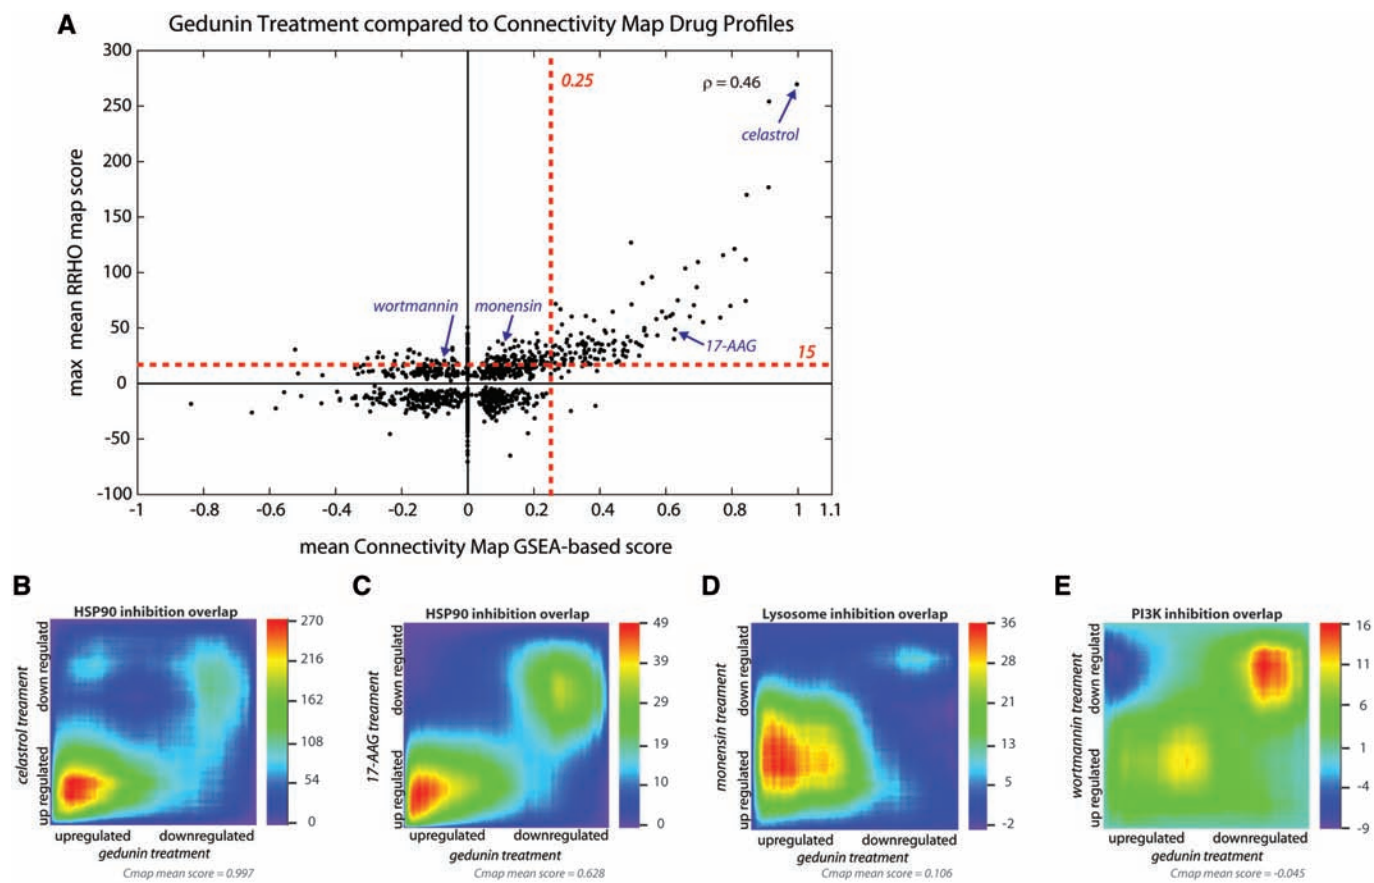 A
Gedunin Treatment compared to Connectivity Map Drug Profiles
max mean RRHO map score
300
250
200
150
100
50
0
-50
-100
0.25
ρ = 0.46
celastrol
wortmannin
monensin
17-AAG
15
-1 -0.8 -0.6 -0.4 -0.2 0 0.2 0.4 0.6 0.8 1 1.1
mean Connectivity Map GSEA-based score
B
HSP90 inhibition overlap
celastrol treament
up regulated down regulatd
270
216
162
108
54
0
upregulated downregulated
gedunin treatment
Cmap mean score = 0.997
C
HSP90 inhibition overlap
17-AAG treament
up regulated down regulatd
49
39
29
19
10
0
upregulated downregulated
gedunin treatment
Cmap mean score = 0.628
D
Lysosome inhibition overlap
monensin treament
up regulated down regulatd
36
28
21
13
5
-2
upregulated downregulated
gedunin treatment
Cmap mean score = 0.106
E
PI3K inhibition overlap
wortmannin treament
up regulated down regulatd
16
11
6
1
-4
-9
upregulated downregulated
gedunin treatment
Cmap mean score = -0.045